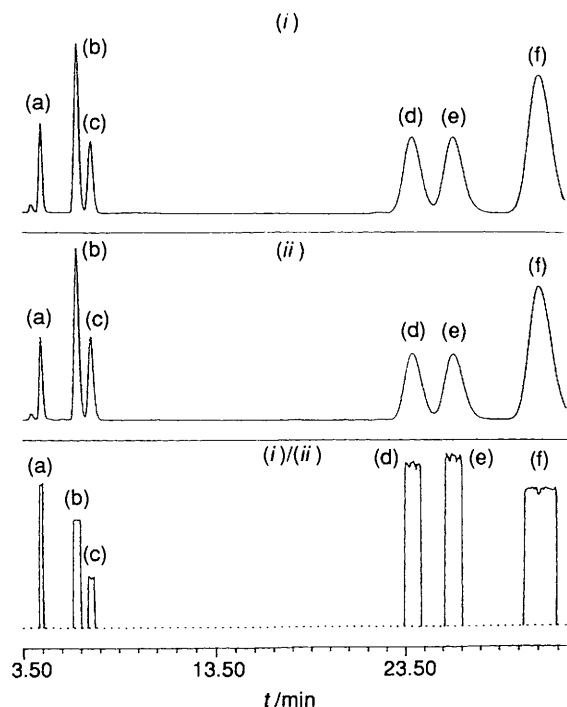 (i)
(b)
(f)
(a)
(d) (e)
(c)
(b) (ii)
(f)
(a)
(c)
(d) (e)
(a) (i)/(ii) (d) (e) (f)
(b)
(c)
3.50 13.50 23.50
t/min